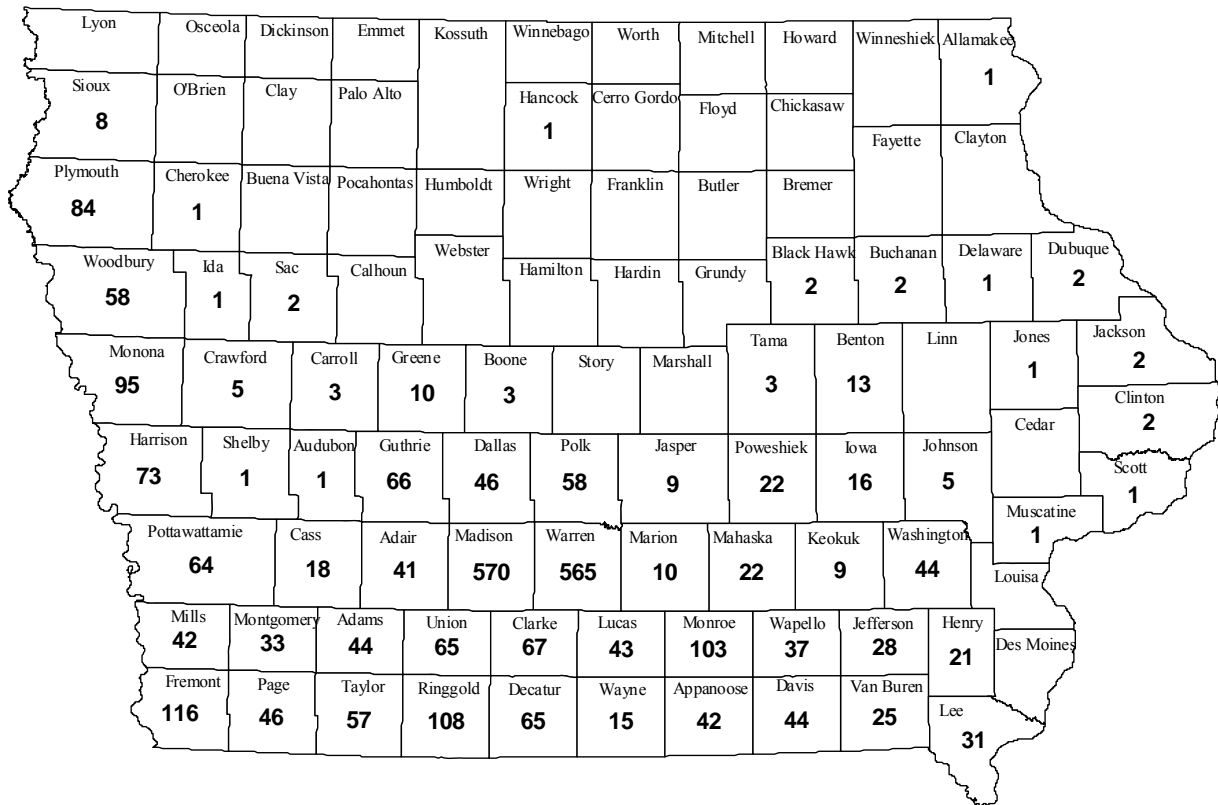 Lyon Osceola Dickinson Emmet Kossuth Winnebago Worth Mitchell Howard Winneshiek Allamakee
1
Sioux O'Brien Clay Palo Alto Hancock Cerro Gordo Floyd Chickasaw
8 1
Fayette Clayton
Plymouth Cherokee Buena Vista Pocahontas Humboldt Wright Franklin Butler Bremer
84 1
Woodbury Ida Sac Calhoun Webster Hamilton Hardin Grundy Black Hawk Buchanan Delaware Dubuque
58 1 2 2 2 1 2
Monona Crawford Carroll Greene Boone Story Marshall Tama Benton Linn Jones Jackson
95 5 3 10 3 3 13 1 2
Clinton
2
Harrison Shelby Audubon Guthrie Dallas Polk Jasper Poweshiek Iowa Johnson Cedar
73 1 1 66 46 58 9 22 16 5
Scott
1
Muscatine
1
Pottawattamie Cass Adair Madison Warren Marion Mahaska Keokuk Washington
64 18 41 570 565 10 22 9 44
Louisa
Mills Montgomery Adams Union Clarke Lucas Monroe Wapello Jefferson Henry Des Moines
42 33 44 65 67 43 103 37 28 21
Fremont Page Taylor Ringgold Decatur Wayne Appanoose Davis Van Buren Lee
116 46 57 108 65 15 42 44 25 31